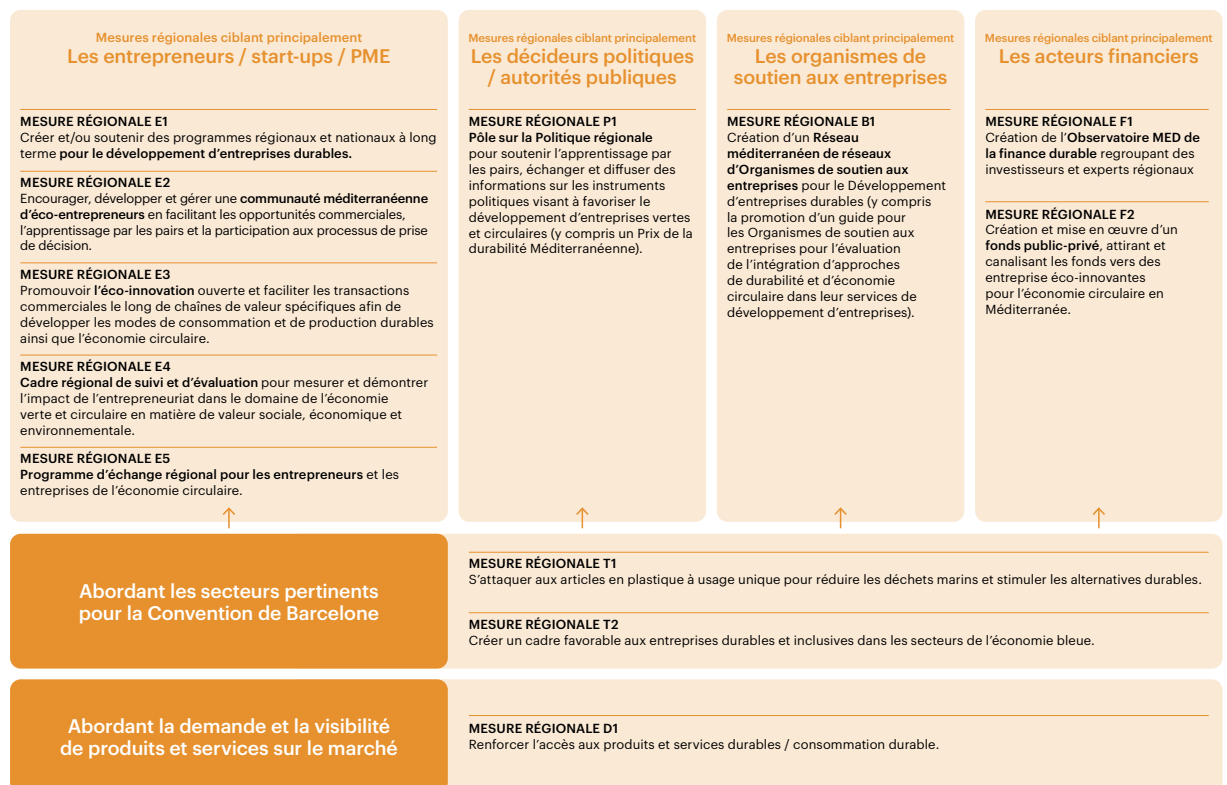 Mesures régionales ciblant principalement
Les entrepreneurs / start-ups / PME
MESURE RÉGIONALE E1
Créer et/ou soutenir des programmes régionaux et nationaux à long
terme pour le développement d’entreprises durables.
MESURE RÉGIONALE E2
Encourager, développer et gérer une communauté méditerranéenne
d’éco-entrepreneurs en facilitant les opportunités commerciales,
l’apprentissage par les pairs et la participation aux processus de prise
de décision.
MESURE RÉGIONALE E3
Promouvoir l’éco-innovation ouverte et faciliter les transactions
commerciales le long de chaînes de valeur spécifiques afin de
développer les modes de consommation et de production durables
ainsi que l’économie circulaire.
MESURE RÉGIONALE E4
Cadre régional de suivi et d’évaluation pour mesurer et démontrer
l’impact de l’entrepreneuriat dans le domaine de l’économie
verte et circulaire en matière de valeur sociale, économique et
environnementale.
MESURE RÉGIONALE E5
Programme d’échange régional pour les entrepreneurs et les
entreprises de l’économie circulaire.
Mesures régionales ciblant principalement
Les décideurs politiques
/ autorités publiques
MESURE RÉGIONALE P1
Pôle sur la Politique régionale
pour soutenir l’apprentissage par
les pairs, échanger et diffuser des
informations sur les instruments
politiques visant à favoriser le
développement d’entreprises vertes
et circulaires (y compris un Prix de la
durabilité Méditerranéenne).
Mesures régionales ciblant principalement
Les organismes de
soutien aux entreprises
MESURE RÉGIONALE B1
Création d’un Réseau
méditerranéen de réseaux
d’Organismes de soutien aux
entreprises pour le Développement
d’entreprises durables (y compris
la promotion d’un guide pour
les Organismes de soutien aux
entreprises pour l’évaluation
de l’intégration d’approches
de durabilité et d’économie
circulaire dans leur services de
développement d’entreprises).
Mesures régionales ciblant principalement
Les acteurs financiers
MESURE RÉGIONALE F1
Création de l’Observatoire MED de
la finance durable regroupant des
investisseurs et experts régionaux
MESURE RÉGIONALE F2
Création et mise en œuvre d’un
fonds public-privé, attirant et
canalisant les fonds vers des
entreprise éco-innovantes
pour l’économie circulaire en
Méditerranée.
Abordant les secteurs pertinents
pour la Convention de Barcelone
MESURE RÉGIONALE T1
S’attaquer aux articles en plastique à usage unique pour réduire les déchets marins et stimuler les alternatives durables.
MESURE RÉGIONALE T2
Créer un cadre favorable aux entreprises durables et inclusives dans les secteurs de l’économie bleue.
Abordant la demande et la visibilité
de produits et services sur le marché
MESURE RÉGIONALE D1
Renforcer l’accès aux produits et services durables / consommation durable.